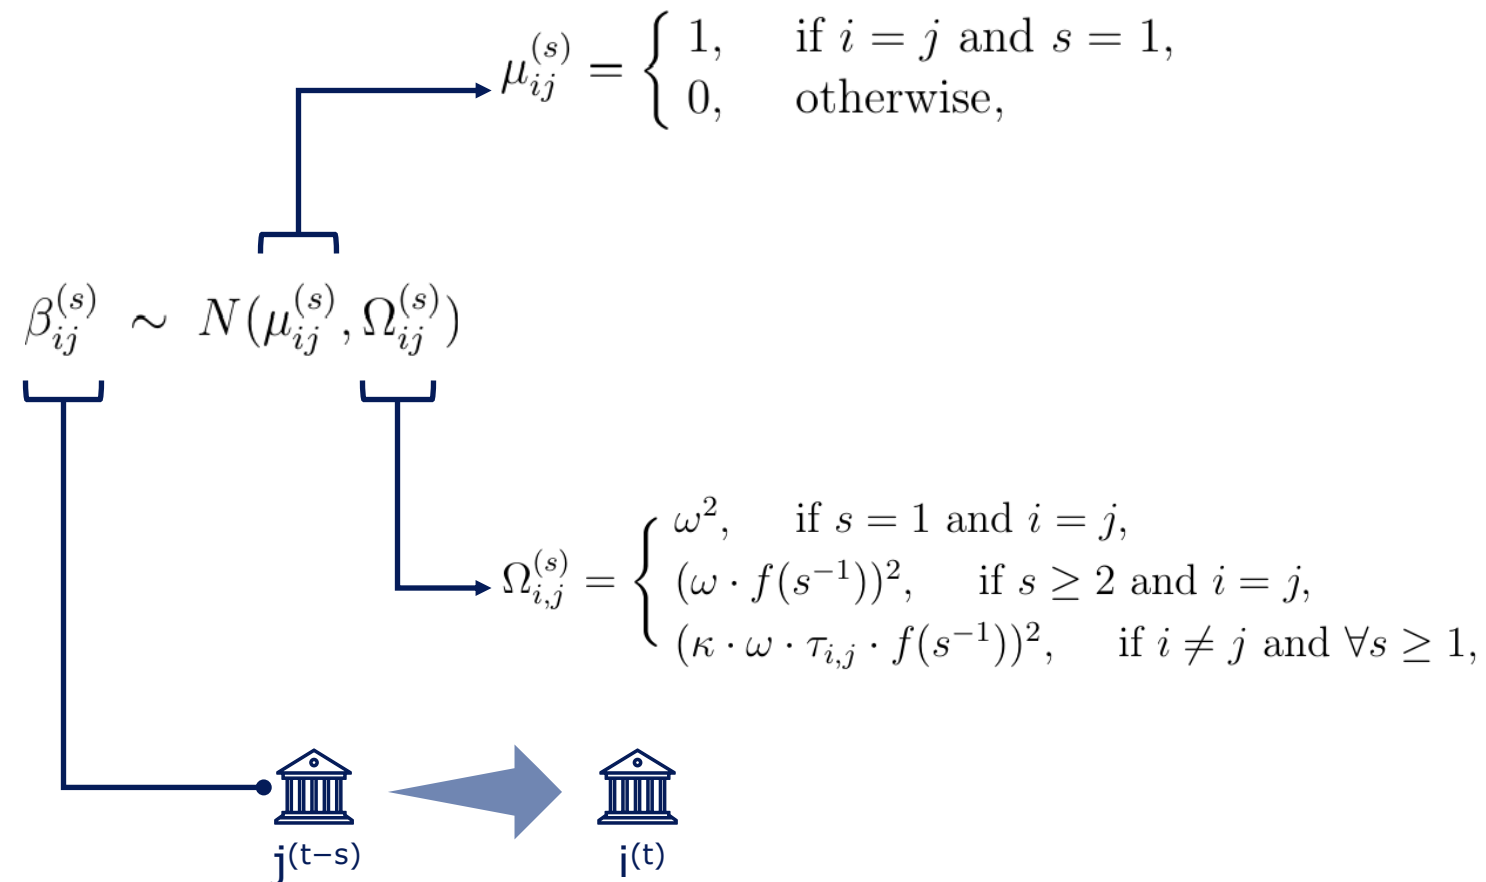 μ_{ij}^{(s)} = { 1, if i = j and s = 1,
0, otherwise,
β_{ij}^{(s)} ∼ N(μ_{ij}^{(s)}, Ω_{ij}^{(s)})
Ω_{i,j}^{(s)} = { ω², if s = 1 and i = j,
(ω · f(s^{−1}))², if s ≥ 2 and i = j,
(κ · ω · τ_{i,j} · f(s^{−1}))², if i ≠ j and ∀s ≥ 1,
j^{(t−s)} i^{(t)}